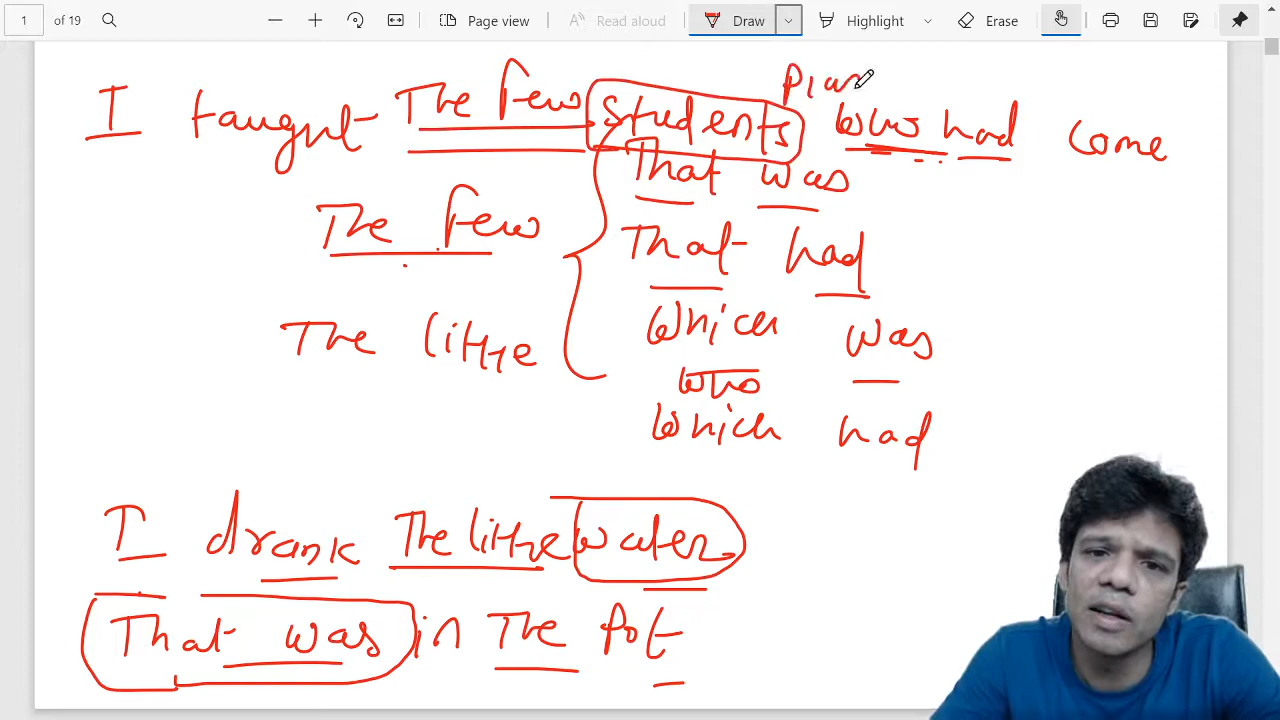 1 of 19 Page view Read aloud Draw Highlight Erase
Plur
I taught The few students who had come
That was
The few
That had
The little which was
who
which had
I drank The little water
That was in The Pot